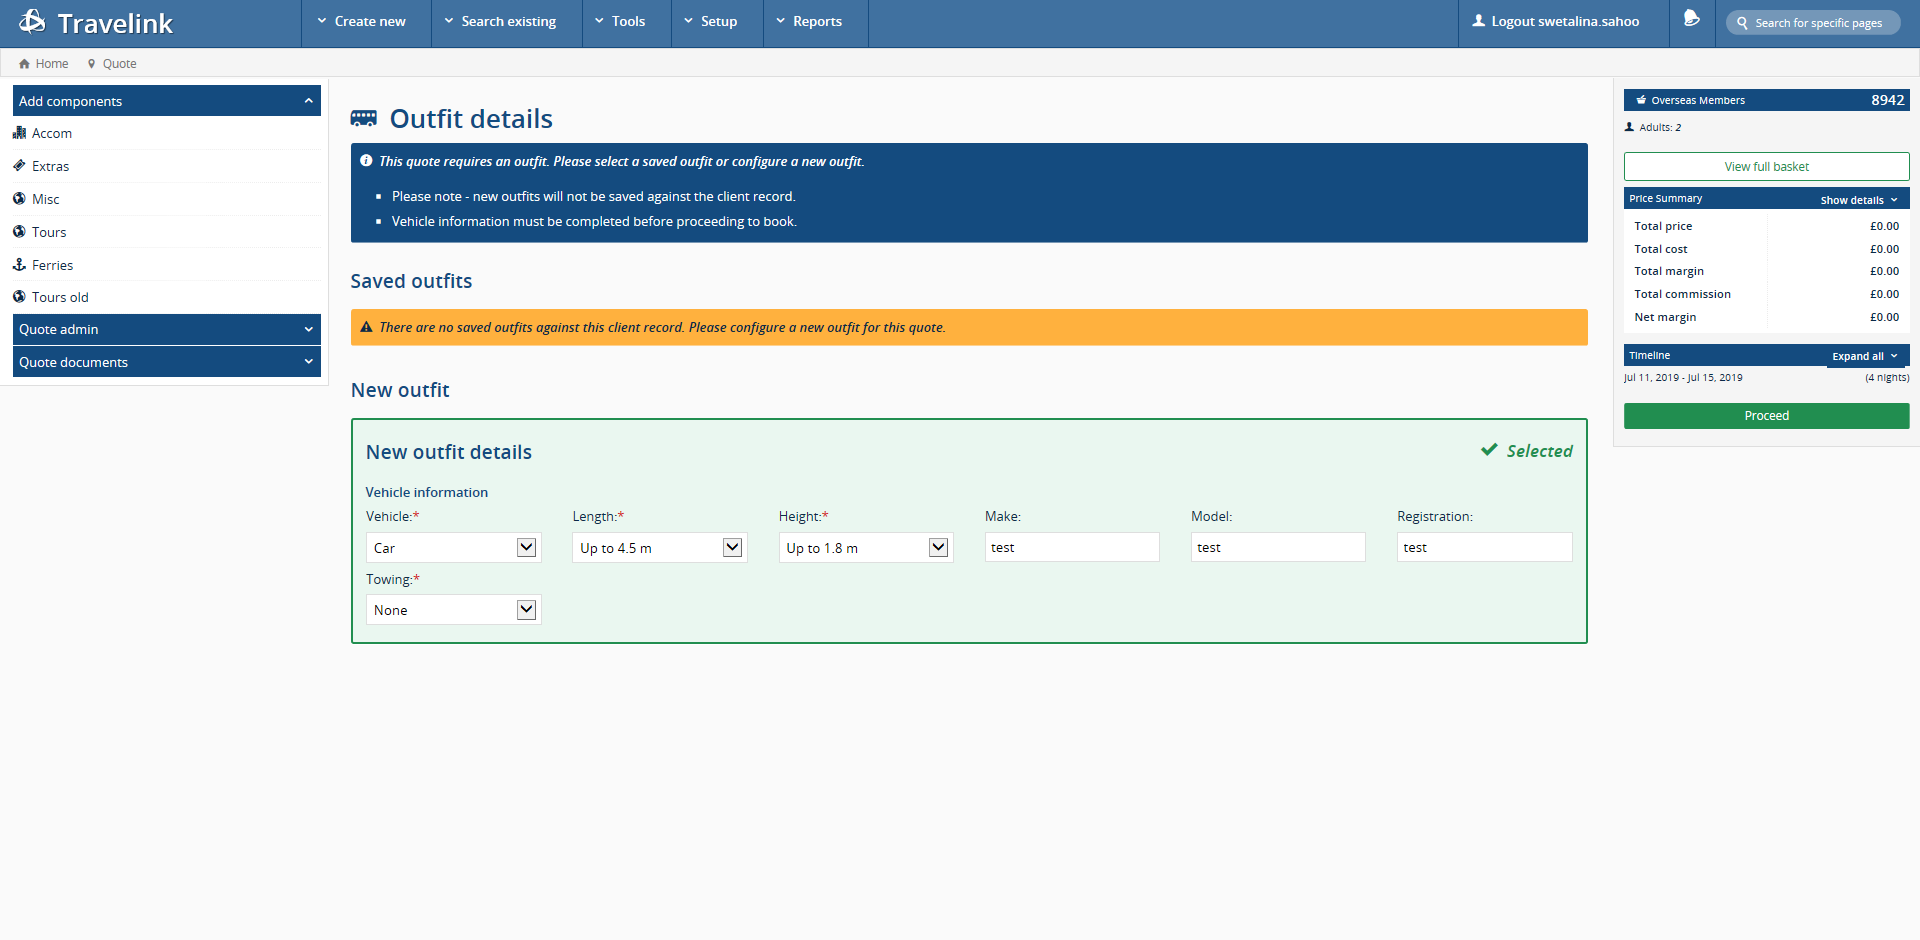 Travelink
Create new
Search existing
Tools
Setup
Reports
Logout swetalina.sahoo
Search for specific pages
Home
Quote
Add components
Accom
Extras
Misc
Tours
Ferries
Tours old
Quote admin
Quote documents
Outfit details
This quote requires an outfit. Please select a saved outfit or configure a new outfit.
Please note - new outfits will not be saved against the client record.
Vehicle information must be completed before proceeding to book.
Saved outfits
There are no saved outfits against this client record. Please configure a new outfit for this quote.
New outfit
New outfit details
Selected
Vehicle information
Vehicle:* Length:* Height:* Make: Model: Registration:
Car Up to 4.5 m Up to 1.8 m test test test
Towing:*
None
Overseas Members 8942
Adults: 2
View full basket
Price Summary Show details
Total price £0.00
Total cost £0.00
Total margin £0.00
Total commission £0.00
Net margin £0.00
Timeline Expand all
Jul 11, 2019 - Jul 15, 2019 (4 nights)
Proceed